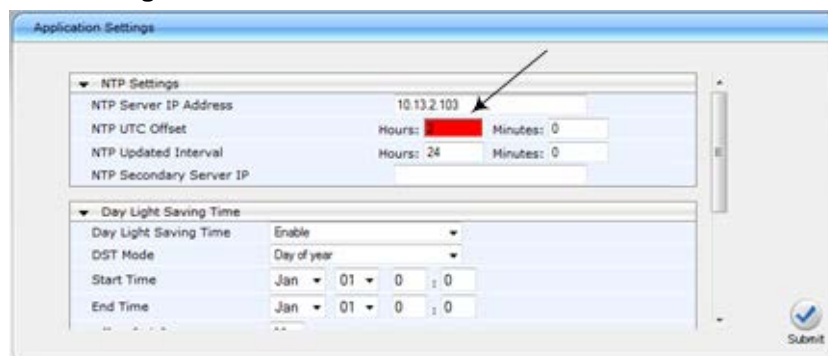 Application Settings
NTP Settings
NTP Server IP Address 10.13.2.103
NTP UTC Offset Hours: Minutes: 0
NTP Updated Interval Hours: 24 Minutes: 0
NTP Secondary Server IP
Day Light Saving Time
Day Light Saving Time Enable
DST Mode Day of year
Start Time Jan 01 0 : 0
End Time Jan 01 0 : 0
Submit